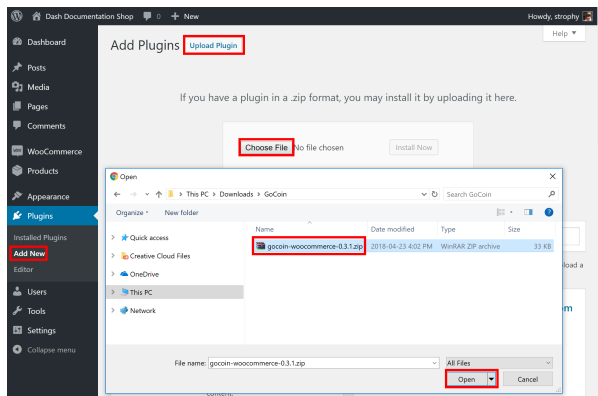 Dash Documentation Shop 0 + New Howdy, strophy
Help ▼
Dashboard
Posts
Media
Pages
Comments
WooCommerce
Products
Appearance
Plugins
Installed Plugins
Add New
Editor
Users
Tools
Settings
Collapse menu
Add Plugins Upload Plugin
If you have a plugin in a .zip format, you may install it by uploading it here.
Choose File No file chosen Install Now
Open
This PC > Downloads > GoCoin Search GoCoin
Organize New folder
Name Date modified Type Size
gocoin-woocommerce-0.3.1.zip 2018-04-23 4:02 PM WinRAR ZIP archive 33 KB
Quick access
Creative Cloud Files
OneDrive
This PC
Network
File name: gocoin-woocommerce-0.3.1.zip All Files
Open Cancel
load a
content.